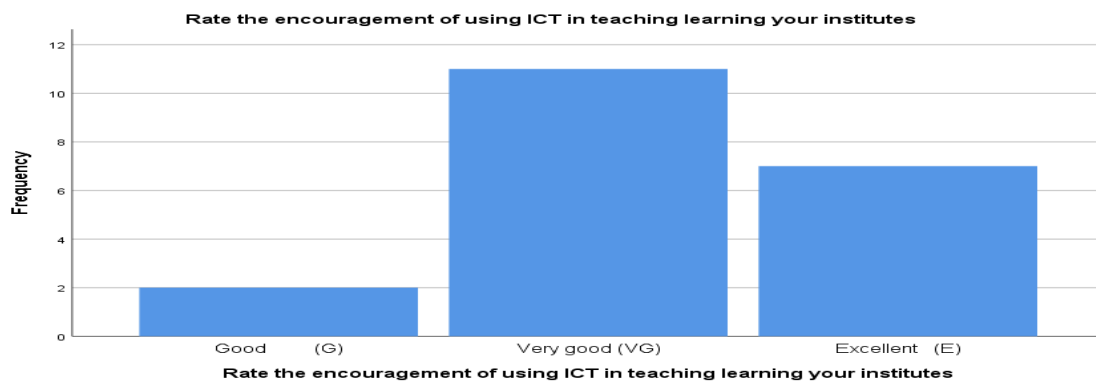 Rate the encouragement of using ICT in teaching learning your institutes
12
10
8
6
4
2
0
Frequency
Good (G)
Very good (VG)
Excellent (E)
Rate the encouragement of using ICT in teaching learning your institutes